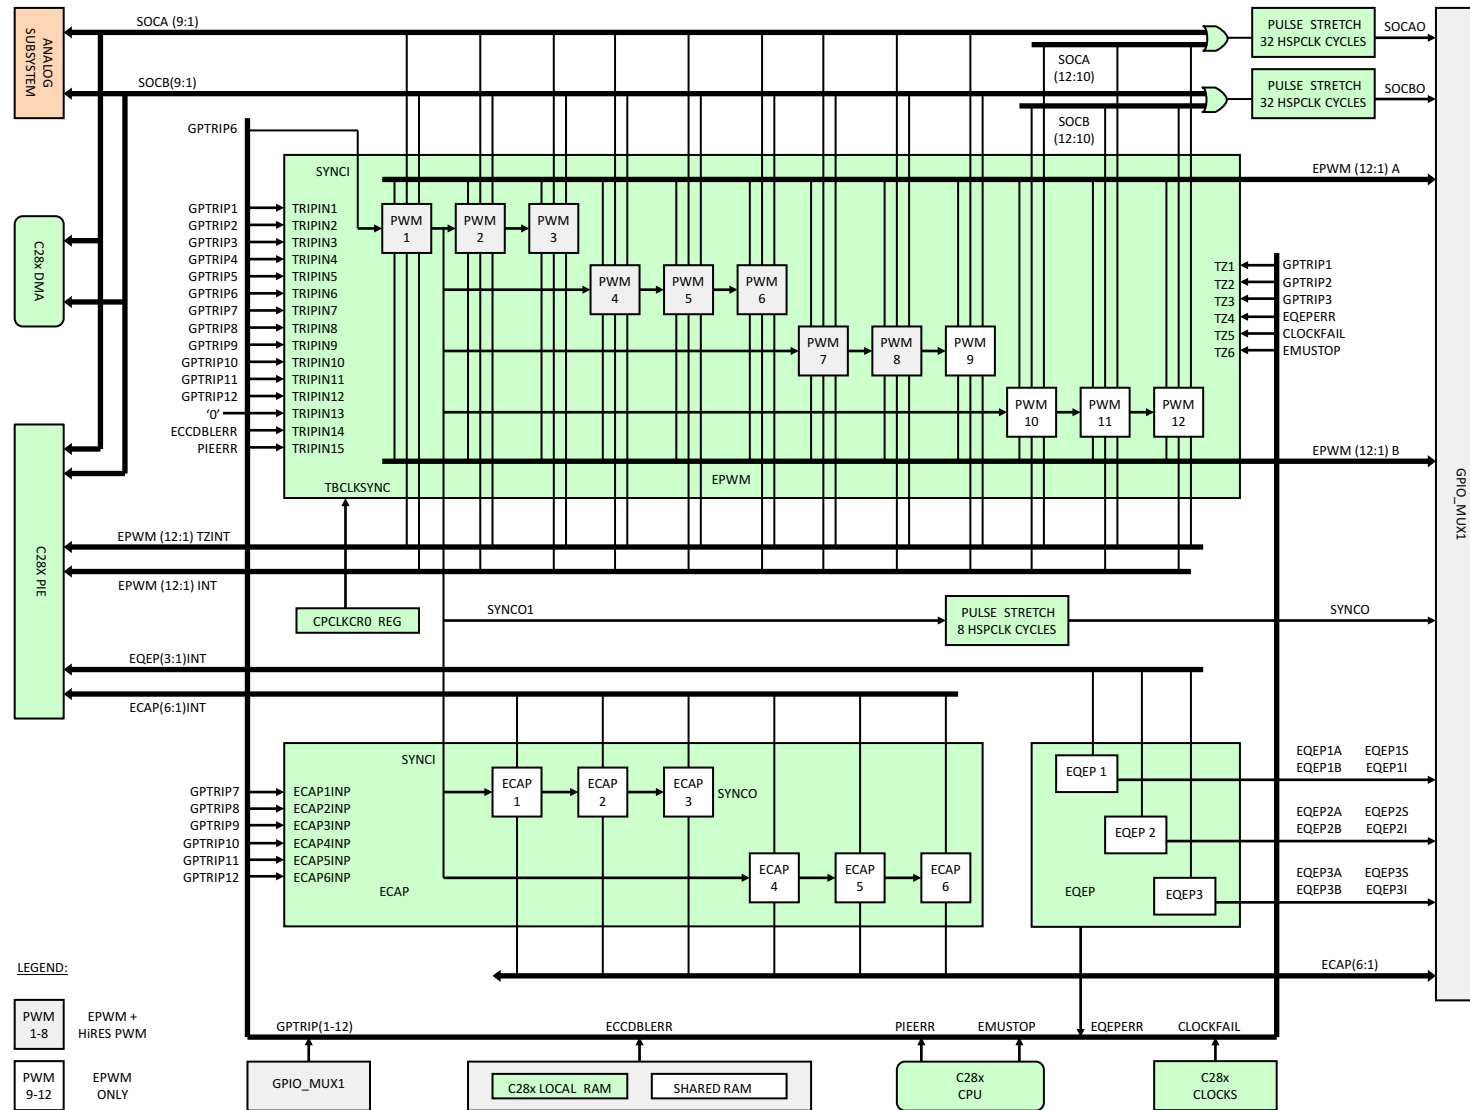 SOCA (9:1)
ANALOG
SUBSYSTEM
PULSE STRETCH
32 HSPCLK CYCLES
SOCAO
SOCA
(12:10)
SOCB(9:1)
PULSE STRETCH
32 HSPCLK CYCLES
SOCBO
SOCB
(12:10)
GPTRIP6
SYNCI
EPWM (12:1) A
GPTRIP1
GPTRIP2
GPTRIP3
GPTRIP4
GPTRIP5
GPTRIP6
GPTRIP7
GPTRIP8
GPTRIP9
GPTRIP10
GPTRIP11
GPTRIP12
‘0’
ECCDBLERR
PIEERR
TRIPIN1
TRIPIN2
TRIPIN3
TRIPIN4
TRIPIN5
TRIPIN6
TRIPIN7
TRIPIN8
TRIPIN9
TRIPIN10
TRIPIN11
TRIPIN12
TRIPIN13
TRIPIN14
TRIPIN15
PWM
1
PWM
2
PWM
3
PWM
4
PWM
5
PWM
6
PWM
7
PWM
8
PWM
9
PWM
10
PWM
11
PWM
12
TZ1
TZ2
TZ3
TZ4
TZ5
TZ6
GPTRIP1
GPTRIP2
GPTRIP3
EQEPERR
CLOCKFAIL
EMUSTOP
C28x DMA
EPWM (12:1) B
EPWM
TBCLKSYNC
GPIO_MUX1
C28X PIE
EPWM (12:1) TZINT
EPWM (12:1) INT
CPCLKCR0 REG
SYNCO1
PULSE STRETCH
8 HSPCLK CYCLES
SYNCO
EQEP(3:1)INT
ECAP(6:1)INT
SYNCI
GPTRIP7
GPTRIP8
GPTRIP9
GPTRIP10
GPTRIP11
GPTRIP12
ECAP1INP
ECAP2INP
ECAP3INP
ECAP4INP
ECAP5INP
ECAP6INP
ECAP
1
ECAP
2
ECAP
3
SYNCO
ECAP
4
ECAP
5
ECAP
6
ECAP
EQEP 1
EQEP 2
EQEP3
EQEP
EQEP1A EQEP1S
EQEP1B EQEP1I
EQEP2A EQEP2S
EQEP2B EQEP2I
EQEP3A EQEP3S
EQEP3B EQEP3I
ECAP(6:1)
LEGEND:
PWM
1-8
EPWM +
HiRES PWM
PWM
9-12
EPWM
ONLY
GPTRIP(1-12)
ECCDBLERR
PIEERR
EMUSTOP
EQEPERR
CLOCKFAIL
GPIO_MUX1
C28x LOCAL RAM
SHARED RAM
C28x
CPU
C28x
CLOCKS